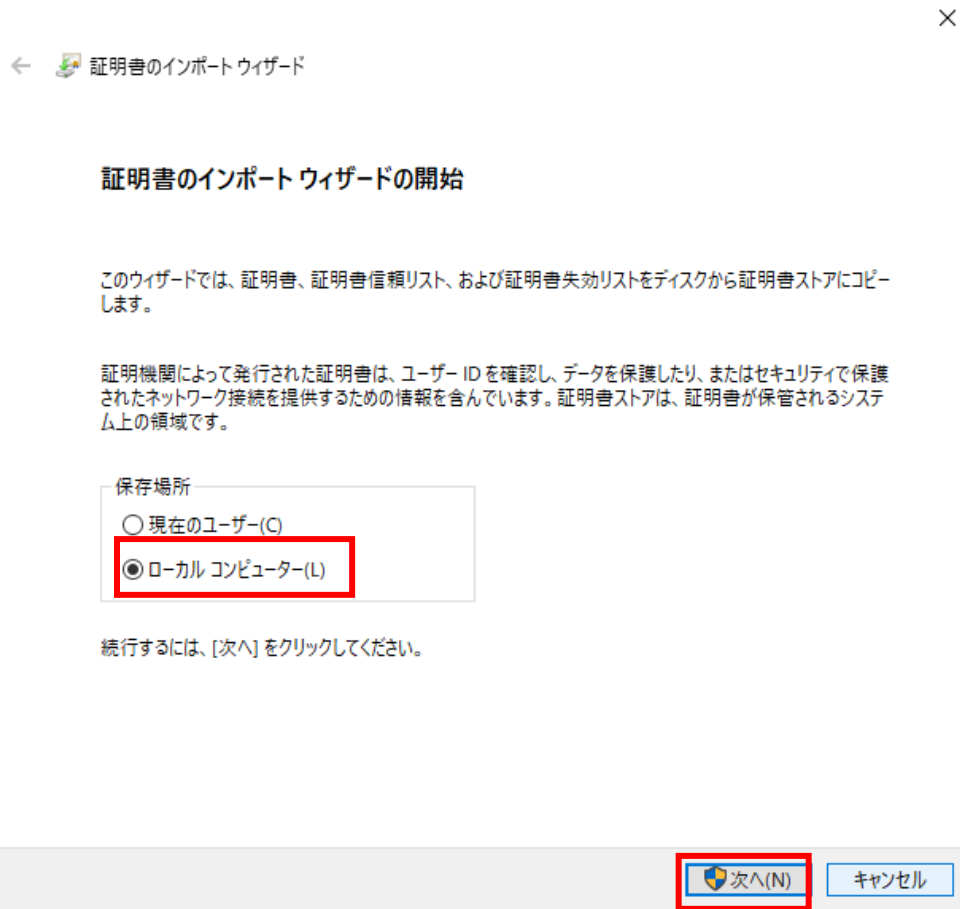 証明書のインポート ウィザード
証明書のインポート ウィザードの開始
このウィザードでは、証明書、証明書信頼リスト、および証明書失効リストをディスクから証明書ストアにコピー
します。
証明機関によって発行された証明書は、ユーザー ID を確認し、データを保護したり、またはセキュリティで保護
されたネットワーク接続を提供するための情報を含んでいます。証明書ストアは、証明書が保管されるシステ
ム上の領域です。
保存場所
現在のユーザー(C)
ローカル コンピューター(L)
続行するには、[次へ] をクリックしてください。
次へ(N)
キャンセル